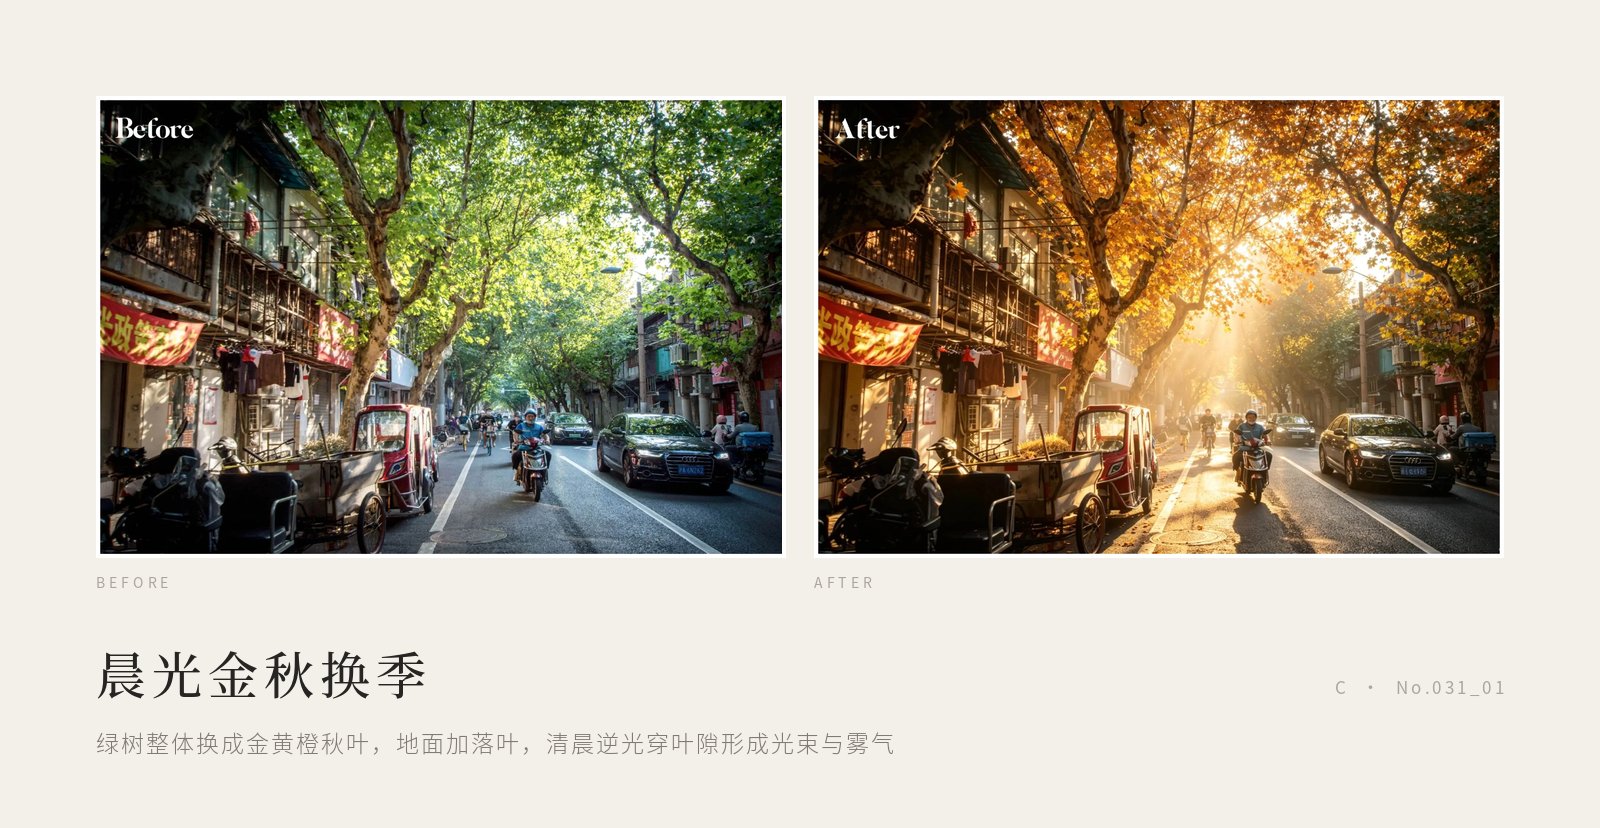 Before
After
BEFORE
AFTER
晨光金秋换季
C · No.031_01
绿树整体换成金黄橙秋叶，地面加落叶，清晨逆光穿叶隙形成光束与雾气